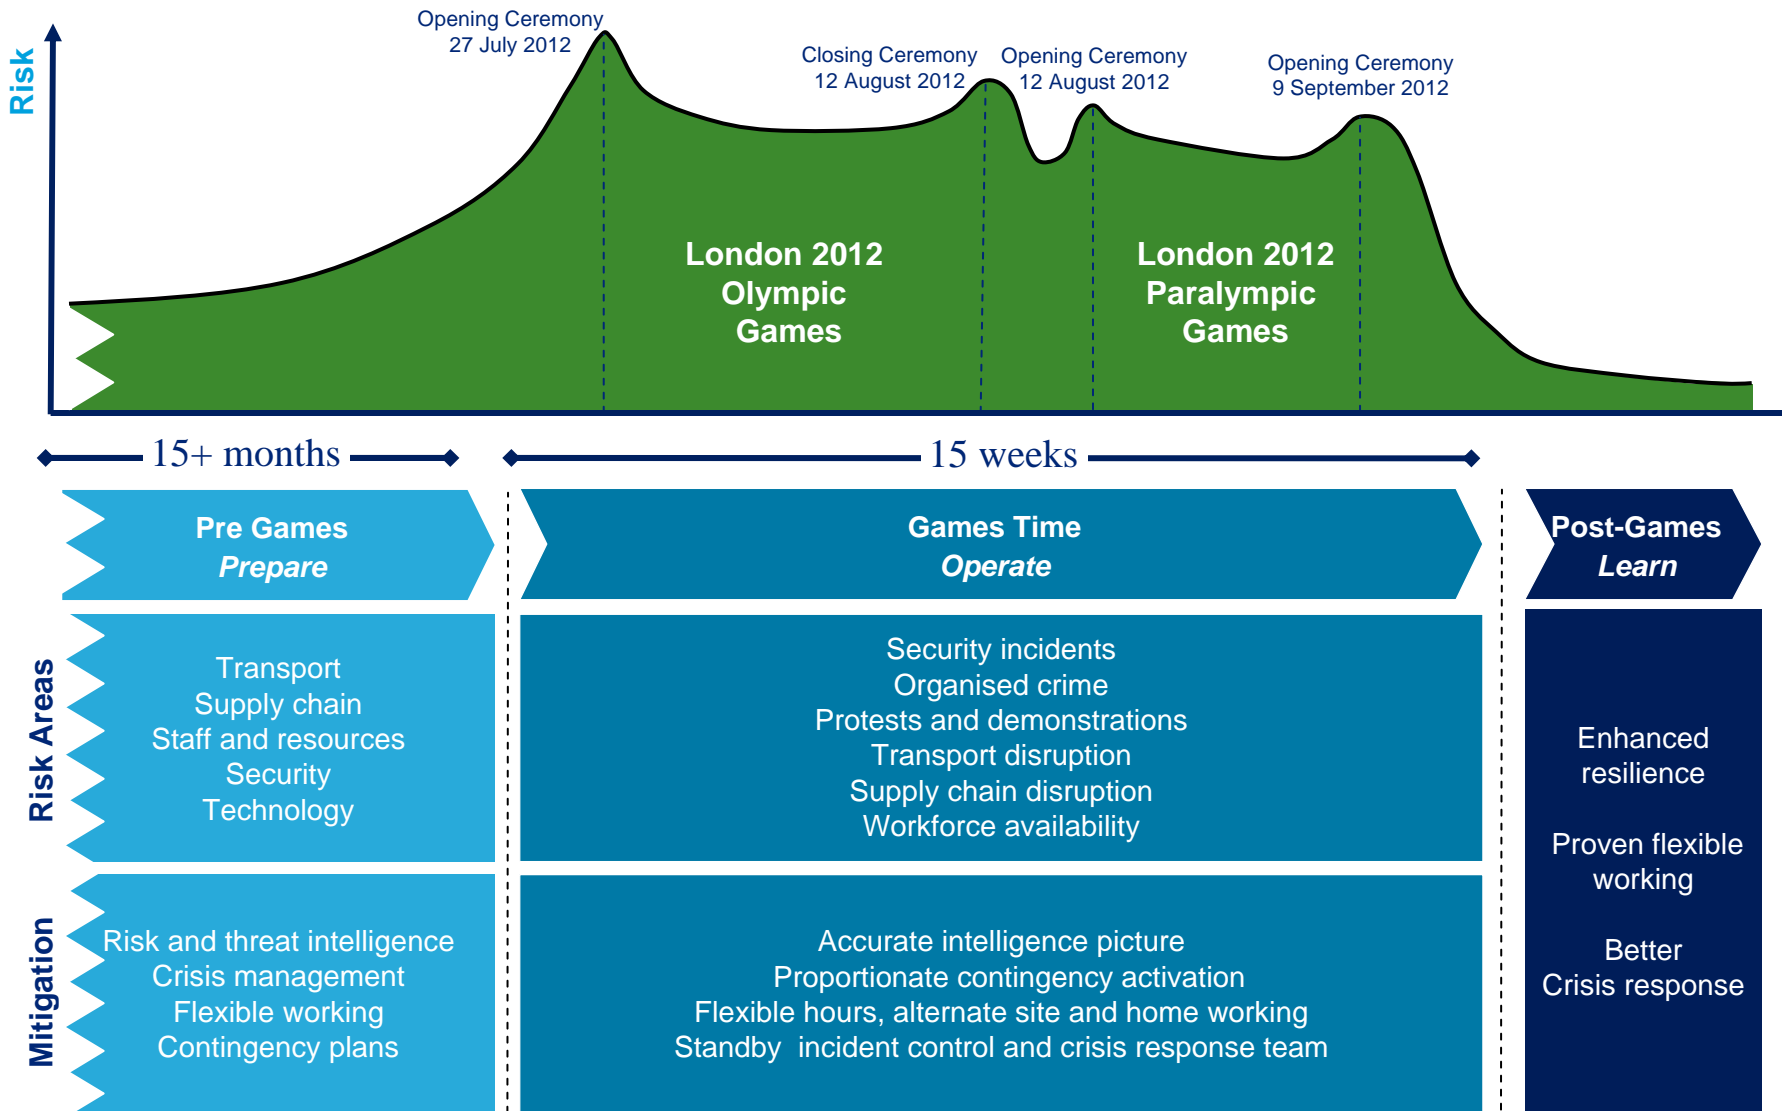 Risk
Opening Ceremony
27 July 2012
Closing Ceremony
12 August 2012
Opening Ceremony
12 August 2012
Opening Ceremony
9 September 2012
London 2012
Olympic
Games
London 2012
Paralympic
Games
15+ months
15 weeks
Pre Games
Prepare
Games Time
Operate
Post-Games
Learn
Risk Areas
Transport
Supply chain
Staff and resources
Security
Technology
Security incidents
Organised crime
Protests and demonstrations
Transport disruption
Supply chain disruption
Workforce availability
Enhanced
resilience
Proven flexible
working
Better
Crisis response
Mitigation
Risk and threat intelligence
Crisis management
Flexible working
Contingency plans
Accurate intelligence picture
Proportionate contingency activation
Flexible hours, alternate site and home working
Standby  incident control and crisis response team